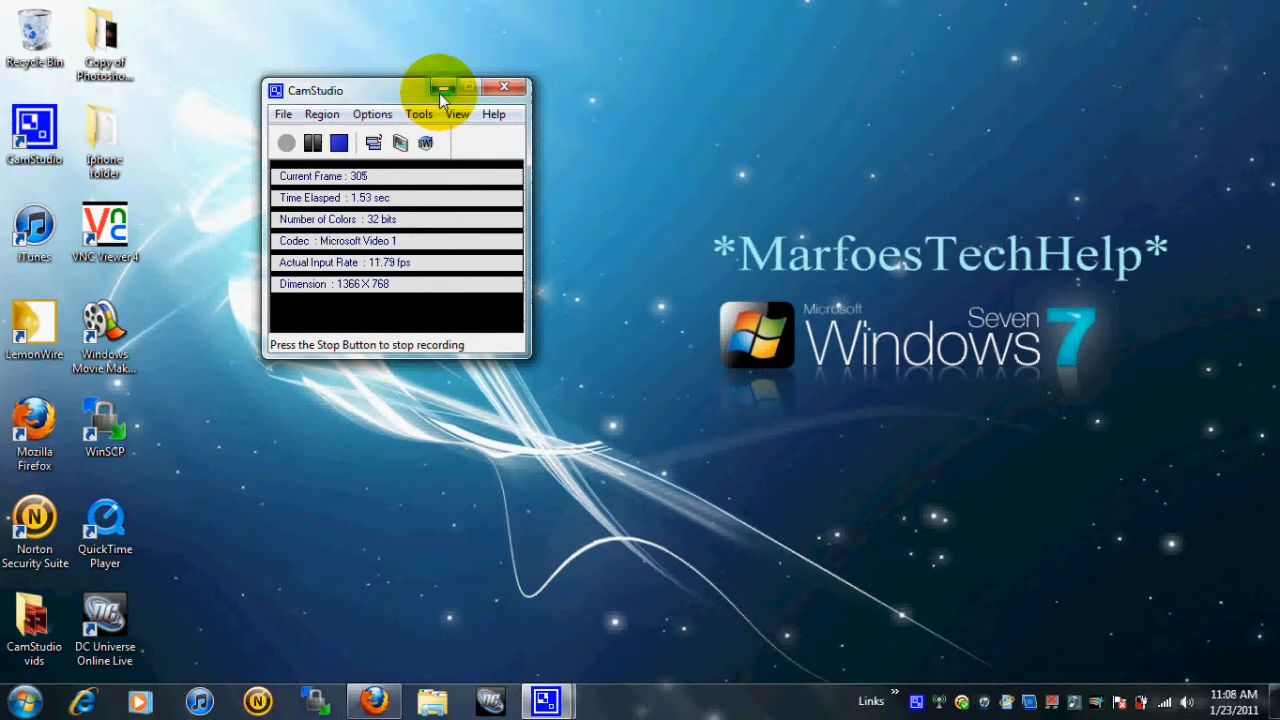 Recycle Bin
Copy of
Photosho...
CamStudio
Iphone
folder
iTunes
VNC Viewer 4
LemonWire
Windows
Movie Mak...
Mozilla
Firefox
WinSCP
Norton
Security Suite
QuickTime
Player
CamStudio
vids
DC Universe
Online Live
CamStudio
File Region Options Tools View Help
SWF
Current Frame : 305
Time Elasped : 1.53 sec
Number of Colors : 32 bits
Codec : Microsoft Video 1
Actual Input Rate : 11.79 fps
Dimension : 1366 X 768
Press the Stop Button to stop recording
*MarfoesTechHelp*
Microsoft
Windows Seven 7
Links
11:08 AM
1/23/2011